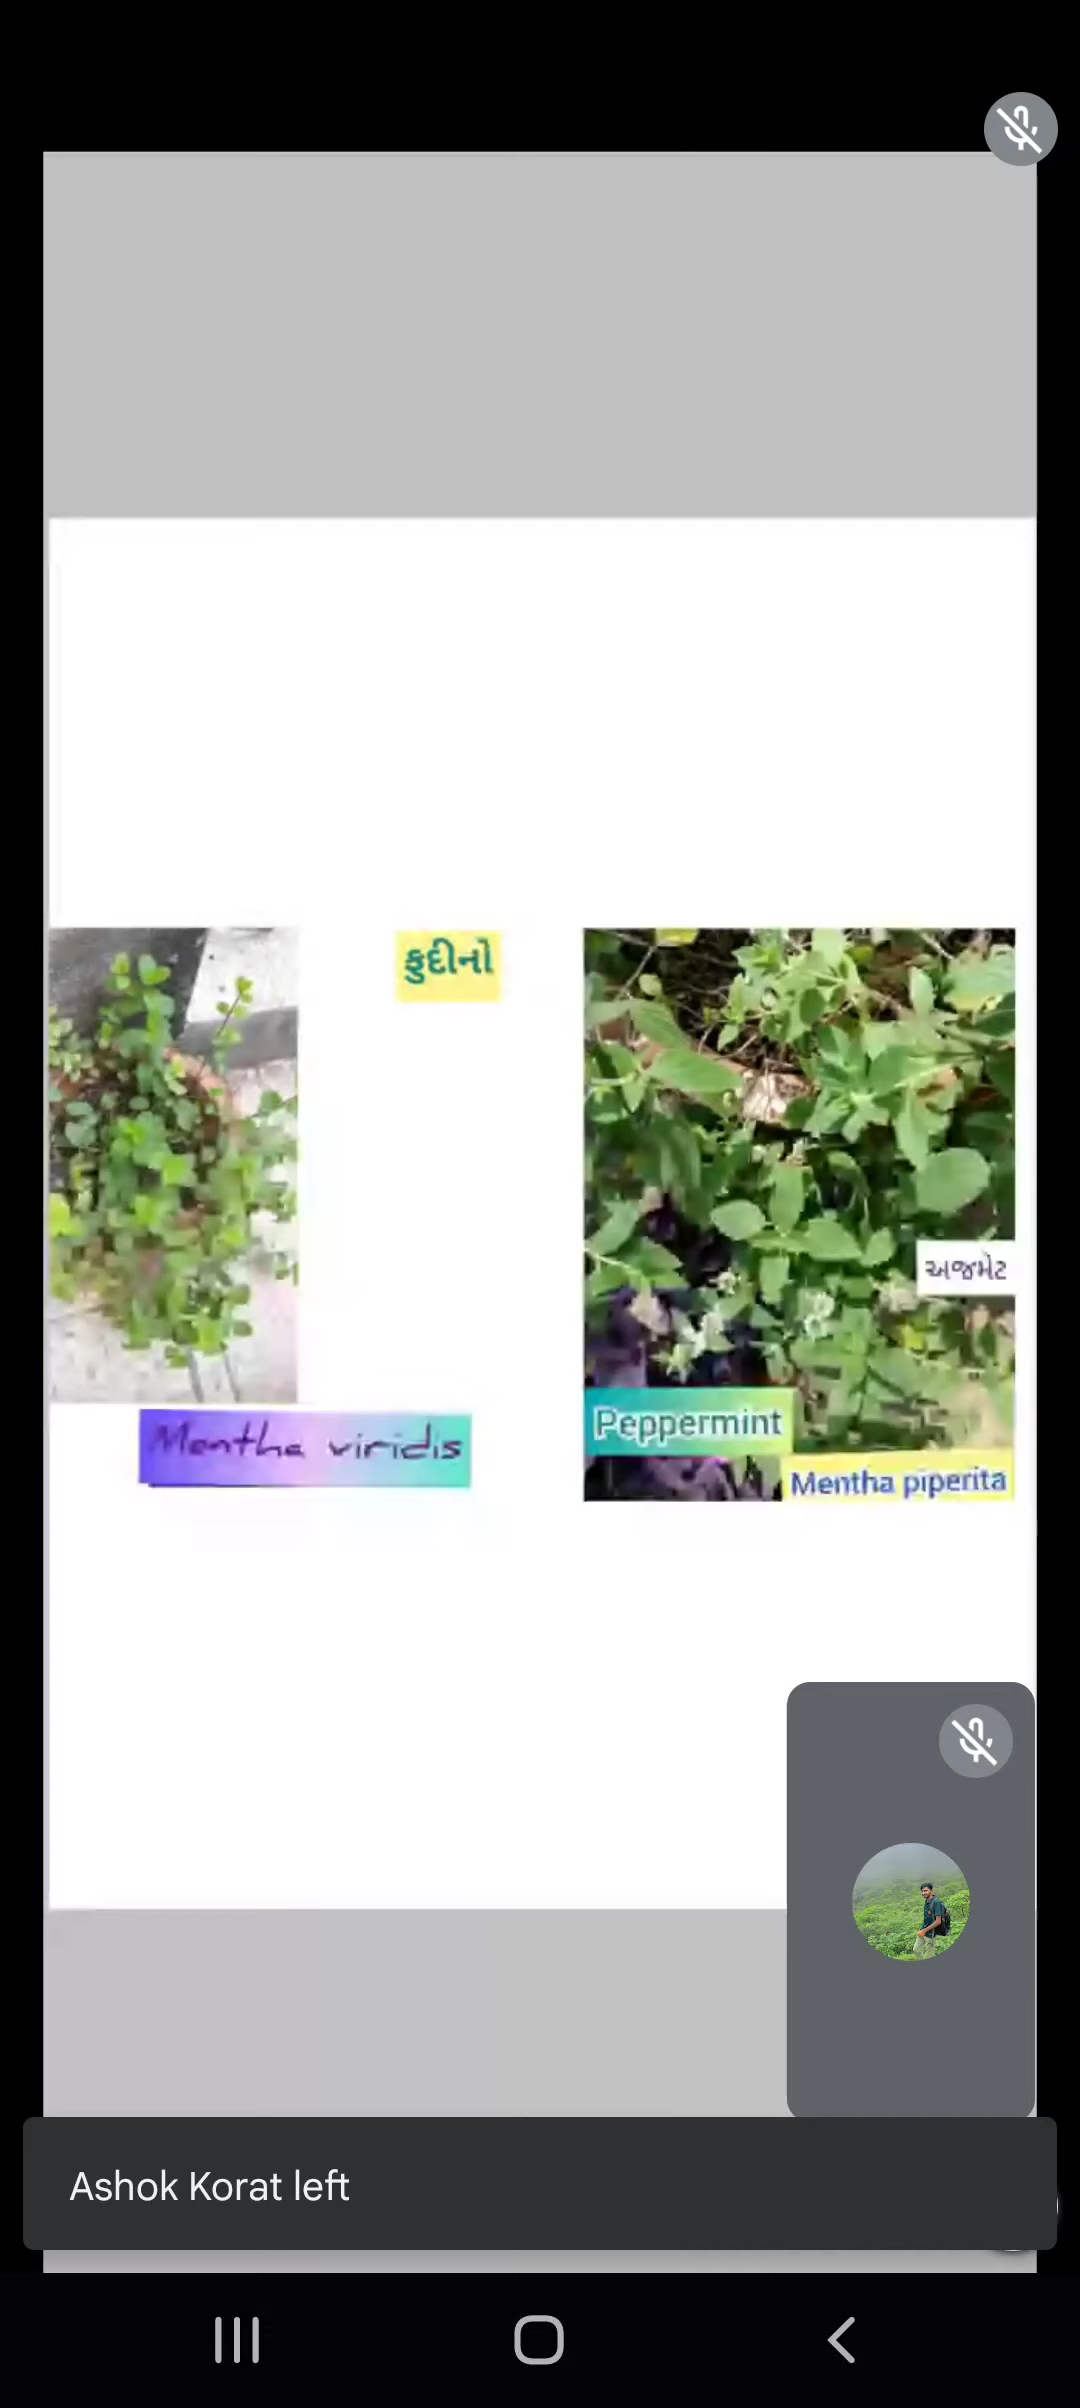 કુદીનો
અજમેટ
Peppermint
Mentha viridis
Mentha piperita
Ashok Korat left